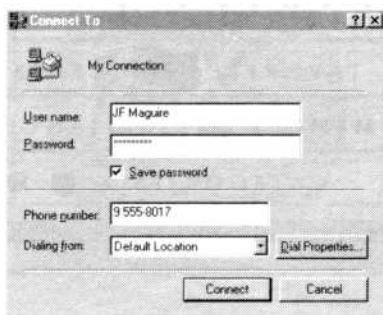 Connect To
My Connection
User name: JF Maguire
Password: *********
Save password
Phone number: 9 555-8017
Dialing from: Default Location
Dial Properties...
Connect
Cancel